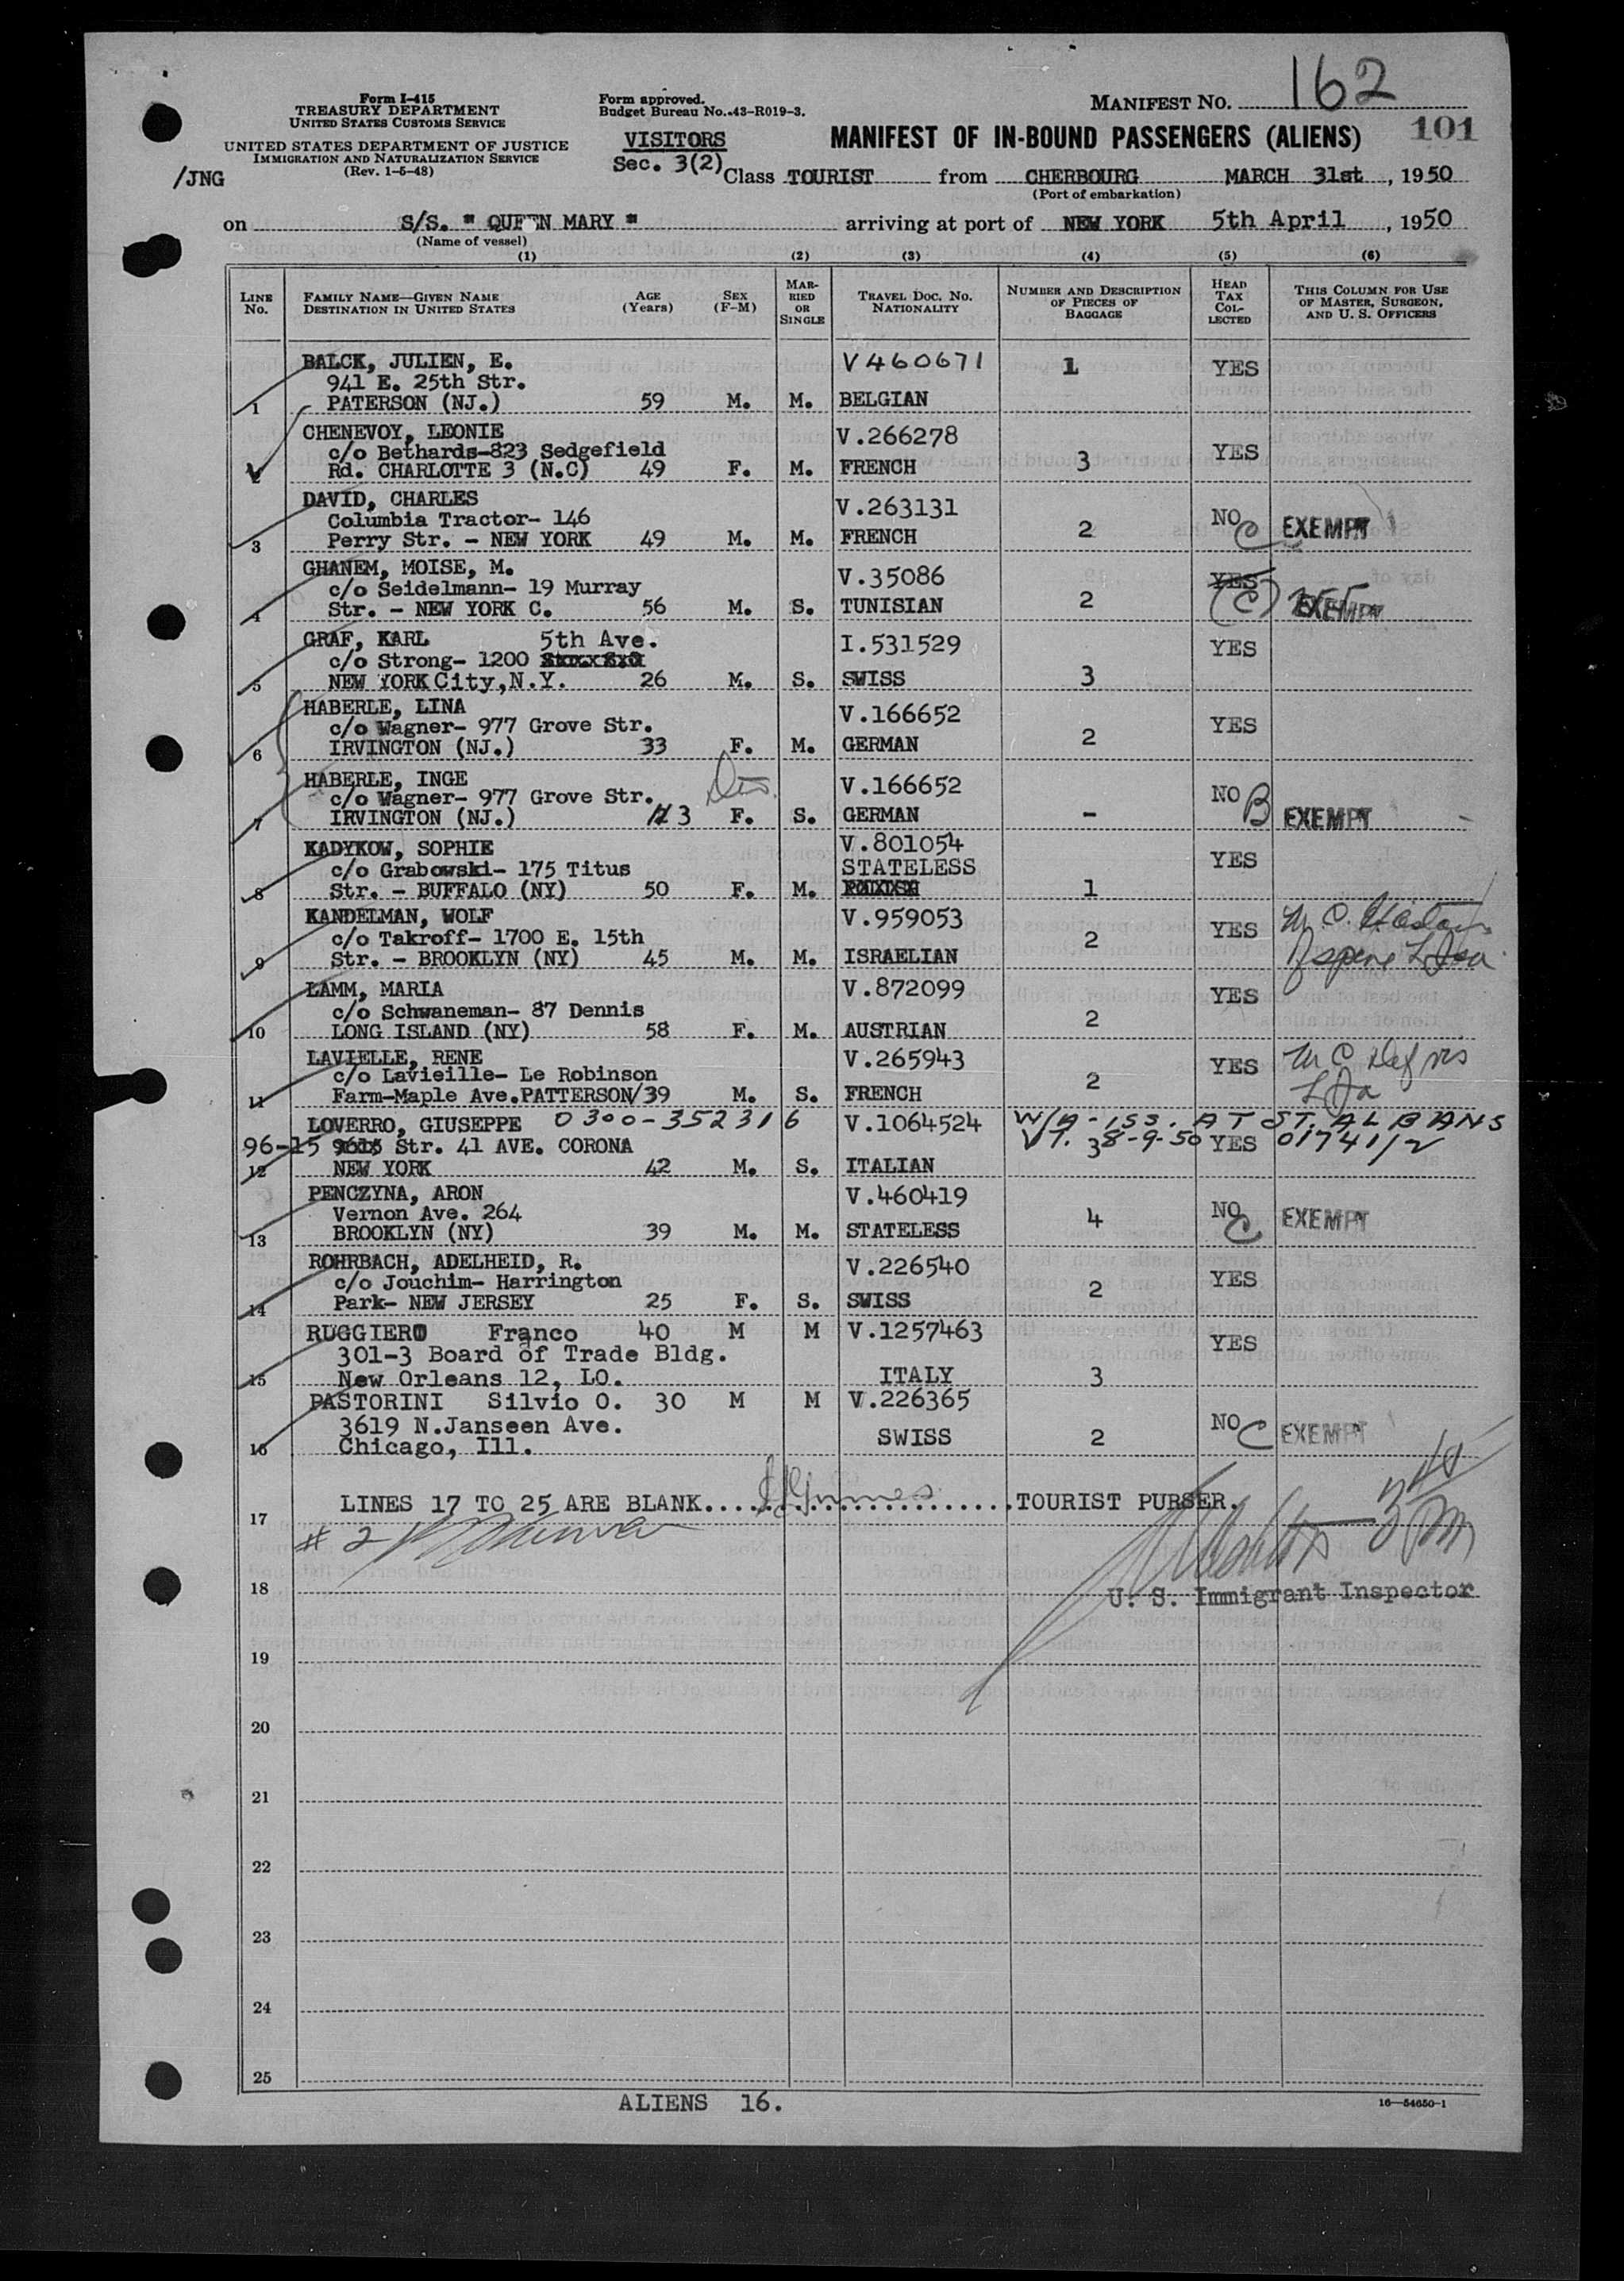 162
Form I-415
TREASURY DEPARTMENT
UNITED STATES CUSTOMS SERVICE
UNITED STATES DEPARTMENT OF JUSTICE
IMMIGRATION AND NATURALIZATION SERVICE
(Rev. 1-5-48)
/JNG
Form approved.
Budget Bureau No. 43-R019-3.
VISITORS
Sec. 3(2)
MANIFEST NO.
MANIFEST OF IN-BOUND PASSENGERS (ALIENS) 101
Class TOURIST from CHERBOURG MARCH 31st, 1950
(Port of embarkation)
on S/S. " QUEEN MARY " arriving at port of NEW YORK 5th April, 1950
(Name of vessel)
(1) (2) (3) (4) (5) (6)
LINE No. FAMILY NAME—GIVEN NAME DESTINATION IN UNITED STATES AGE (Years) SEX (F-M) MARRIED OR SINGLE TRAVEL DOC. NO. NATIONALITY NUMBER AND DESCRIPTION OF PIECES OF BAGGAGE HEAD TAX COLLECTED THIS COLUMN FOR USE OF MASTER, SURGEON, AND U. S. OFFICERS
BALCK, JULIEN, E. V460671 1 YES
941 E. 25th Str.
1 PATERSON (NJ.) 59 M. M. BELGIAN
CHENEVOY, LEONIE V.266278
c/o Bethards-823 Sedgefield YES
2 Rd. CHARLOTTE 3 (N.C) 49 F. M. FRENCH 3
DAVID, CHARLES V.263131
Columbia Tractor- 146 NO C EXEMPT
3 Perry Str. - NEW YORK 49 M. M. FRENCH 2
GHANEM, MOISE, M. V.35086 YES
c/o Seidelmann- 19 Murray (C) EXEMPT
4 Str. - NEW YORK C. 56 M. S. TUNISIAN 2
GRAF, KARL 5th Ave. I.531529 YES
c/o Strong- 1200
5 NEW YORK City, N.Y. 26 M. S. SWISS 3
HABERLE, LINA V.166652
c/o Wagner- 977 Grove Str. YES
6 IRVINGTON (NJ.) 33 F. M. GERMAN 2
HABERLE, INGE V.166652
c/o Wagner- 977 Grove Str. NO B EXEMPT
7 IRVINGTON (NJ.) 3 F. S. GERMAN -
KADYKOW, SOPHIE V.801054
c/o Grabowski- 175 Titus STATELESS YES
8 Str. - BUFFALO (NY) 50 F. M. 1
KANDELMAN, WOLF V.959053
c/o Takroff- 1700 E. 15th 2 YES
9 Str. - BROOKLYN (NY) 45 M. M. ISRAELIAN
LAMM, MARIA V.872099 YES
c/o Schwaneman- 87 Dennis 2
10 LONG ISLAND (NY) 58 F. M. AUSTRIAN
LAVIELLE, RENE V.265943 YES
c/o Lavieille- Le Robinson 2
11 Farm-Maple Ave.PATTERSON/39 M. S. FRENCH
LOVERRO, GIUSEPPE 0300-352316 V.1064524 W/A-ISS. AT ST. ALBANS
96-15 Str. 41 AVE. CORONA VT. 8-9-50 3 YES 01741/2
12 NEW YORK 42 M. S. ITALIAN
PENCZYNA, ARON V.460419
Vernon Ave. 264 4 NO C EXEMPT
13 BROOKLYN (NY) 39 M. M. STATELESS
ROHRBACH, ADELHEID, R. V.226540
c/o Jouchim- Harrington 2 YES
14 Park- NEW JERSEY 25 F. S. SWISS
RUGGIERO Franco 40 M M V.1257463 YES
301-3 Board of Trade Bldg.
15 New Orleans 12, LO. ITALY 3
PASTORINI Silvio O. 30 M M V.226365
3619 N.Janseen Ave. NO C EXEMPT
16 Chicago, Ill. SWISS 2
17 LINES 17 TO 25 ARE BLANK........................TOURIST PURSER.
# 2
18 U. S. Immigrant Inspector
19
20
21
22
23
24
25
ALIENS 16.
16—54650-1